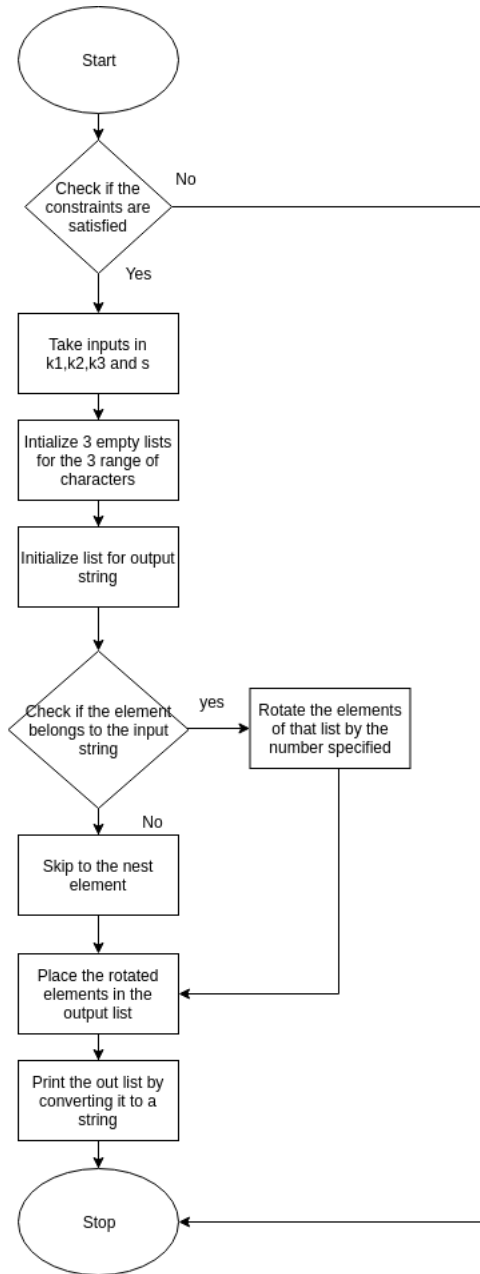 Start
No
Check if the
constraints are
satisfied
Yes
Take inputs in
k1,k2,k3 and s
Intialize 3 empty lists
for the 3 range of
characters
Initialize list for output
string
Check if the element
belongs to the input
string
yes
Rotate the elements
of that list by the
number specified
No
Skip to the nest
element
Place the rotated
elements in the
output list
Print the out list by
converting it to a
string
Stop